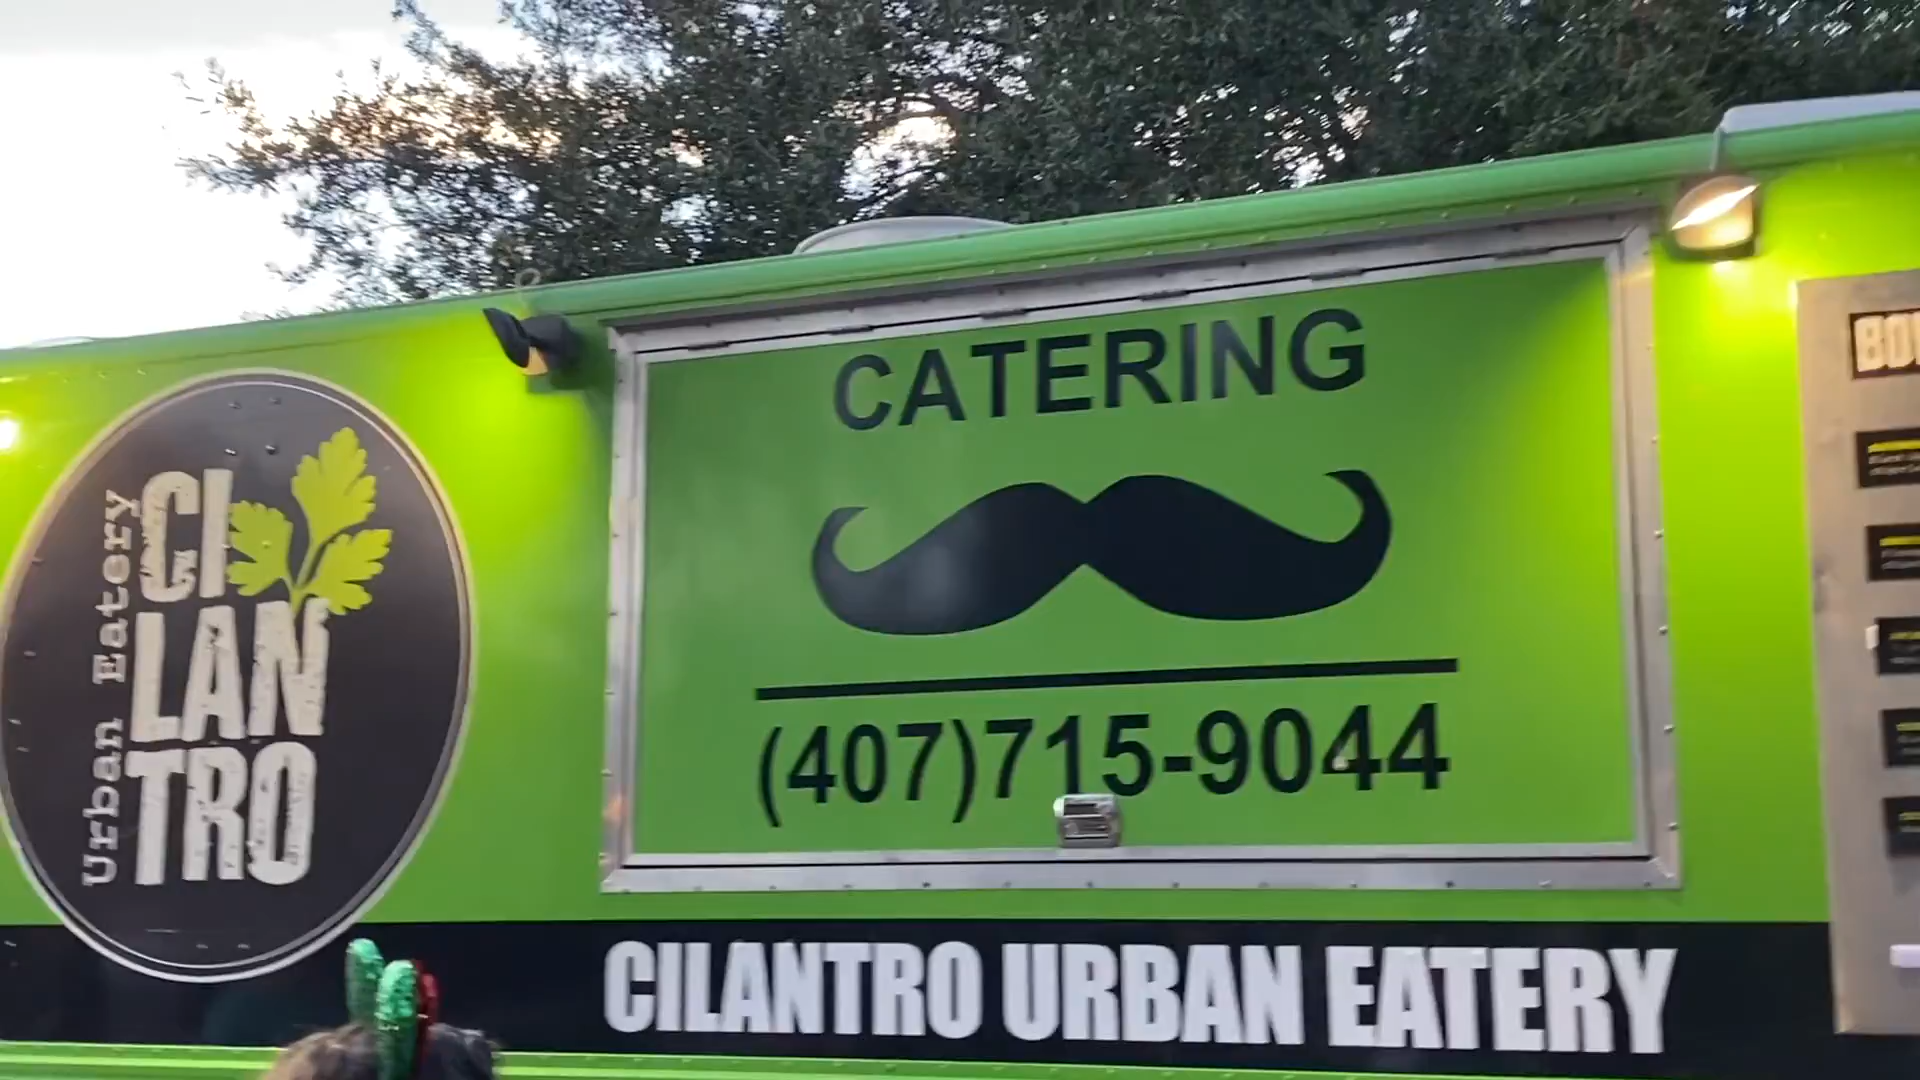 Urban Eatery
CI
LAN
TRO
CATERING
(407)715-9044
CILANTRO URBAN EATERY